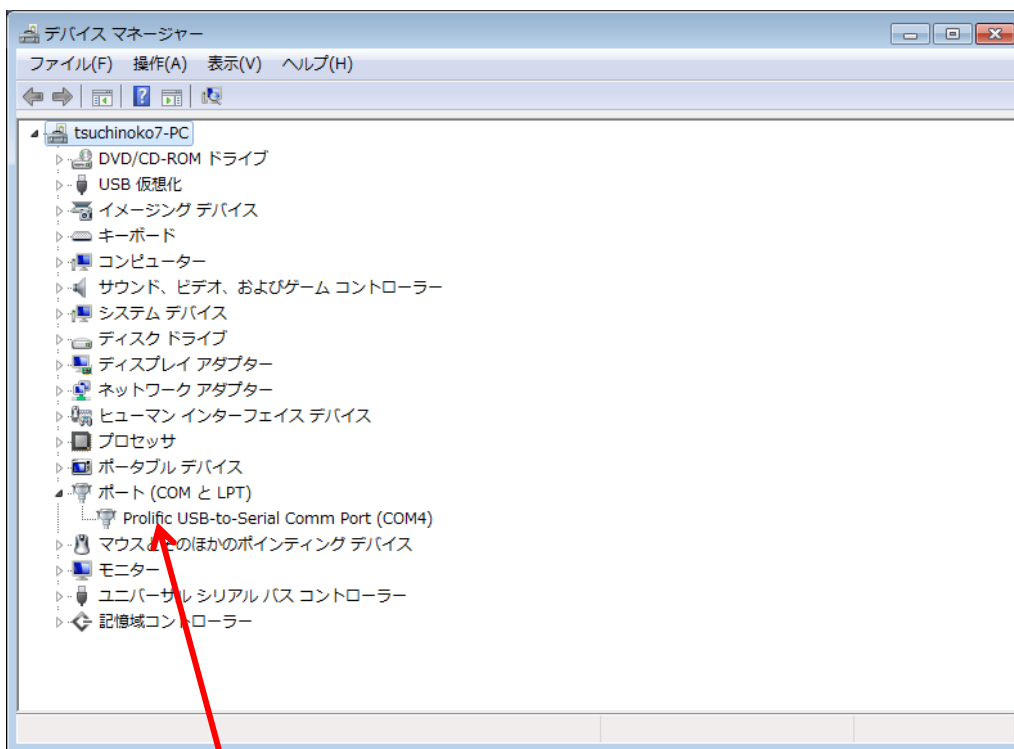 デバイス マネージャー
ファイル(F) 操作(A) 表示(V) ヘルプ(H)
tsuchinoko7-PC
DVD/CD-ROM ドライブ
USB 仮想化
イメージング デバイス
キーボード
コンピューター
サウンド、ビデオ、およびゲーム コントローラー
システム デバイス
ディスク ドライブ
ディスプレイ アダプター
ネットワーク アダプター
ヒューマン インターフェイス デバイス
プロセッサ
ポータブル デバイス
ポート (COM と LPT)
Prolific USB-to-Serial Comm Port (COM4)
マウスとそのほかのポインティング デバイス
モニター
ユニバーサル シリアル バス コントローラー
記憶域コントローラー